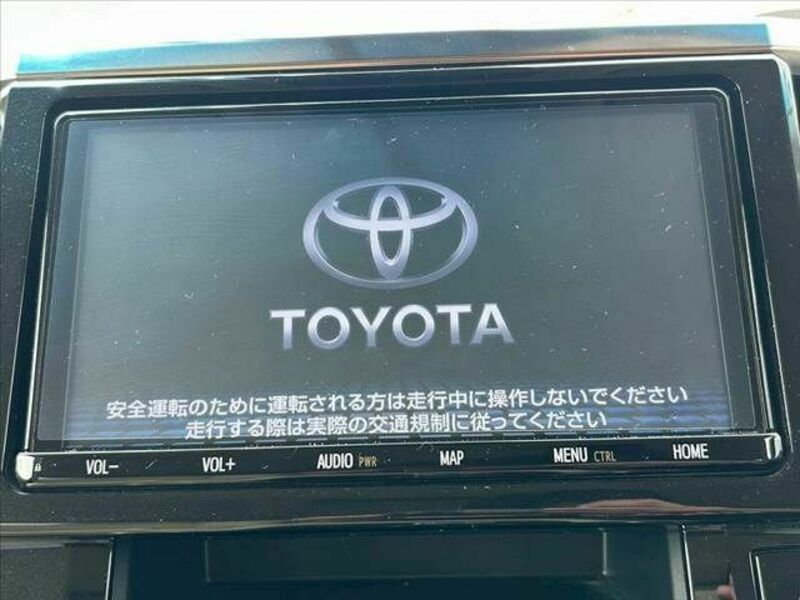 TOYOTA
安全運転のために運転される方は走行中に操作しないでください
走行する際は実際の交通規制に従ってください
VOL- VOL+ AUDIO PWR MAP MENU CTRL HOME